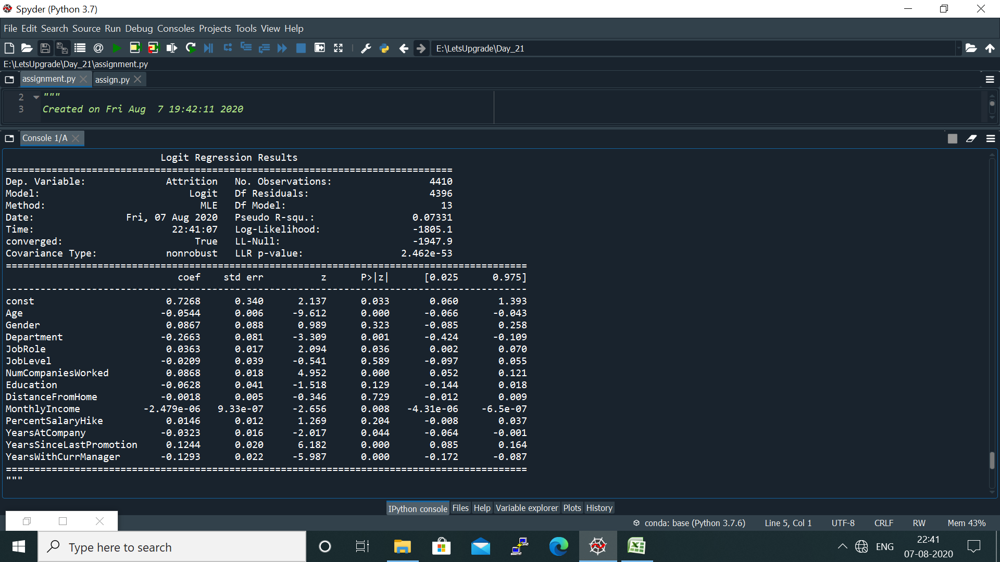 Spyder (Python 3.7)
File Edit Search Source Run Debug Consoles Projects Tools View Help
E:\LetsUpgrade\Day_21
E:\LetsUpgrade\Day_21\assignment.py
assignment.py assign.py
2 """
3 Created on Fri Aug  7 19:42:11 2020
Console 1/A
Logit Regression Results
==============================================================================
Dep. Variable: Attrition No. Observations: 4410
Model: Logit Df Residuals: 4396
Method: MLE Df Model: 13
Date: Fri, 07 Aug 2020 Pseudo R-squ.: 0.07331
Time: 22:41:07 Log-Likelihood: -1805.1
converged: True LL-Null: -1947.9
Covariance Type: nonrobust LLR p-value: 2.462e-53
===========================================================================================
coef std err z P>|z| [0.025 0.975]
-------------------------------------------------------------------------------------------
const 0.7268 0.340 2.137 0.033 0.060 1.393
Age -0.0544 0.006 -9.612 0.000 -0.066 -0.043
Gender 0.0867 0.088 0.989 0.323 -0.085 0.258
Department -0.2663 0.081 -3.309 0.001 -0.424 -0.109
JobRole 0.0363 0.017 2.094 0.036 0.002 0.070
JobLevel -0.0209 0.039 -0.541 0.589 -0.097 0.055
NumCompaniesWorked 0.0868 0.018 4.952 0.000 0.052 0.121
Education -0.0628 0.041 -1.518 0.129 -0.144 0.018
DistanceFromHome -0.0018 0.005 -0.346 0.729 -0.012 0.009
MonthlyIncome -2.479e-06 9.33e-07 -2.656 0.008 -4.31e-06 -6.5e-07
PercentSalaryHike 0.0146 0.012 1.269 0.204 -0.008 0.037
YearsAtCompany -0.0323 0.016 -2.017 0.044 -0.064 -0.001
YearsSinceLastPromotion 0.1244 0.020 6.182 0.000 0.085 0.164
YearsWithCurrManager -0.1293 0.022 -5.987 0.000 -0.172 -0.087
===========================================================================================
"""
IPython console Files Help Variable explorer Plots History
conda: base (Python 3.7.6) Line 5, Col 1 UTF-8 CRLF RW Mem 43%
Type here to search
ENG
22:41
07-08-2020